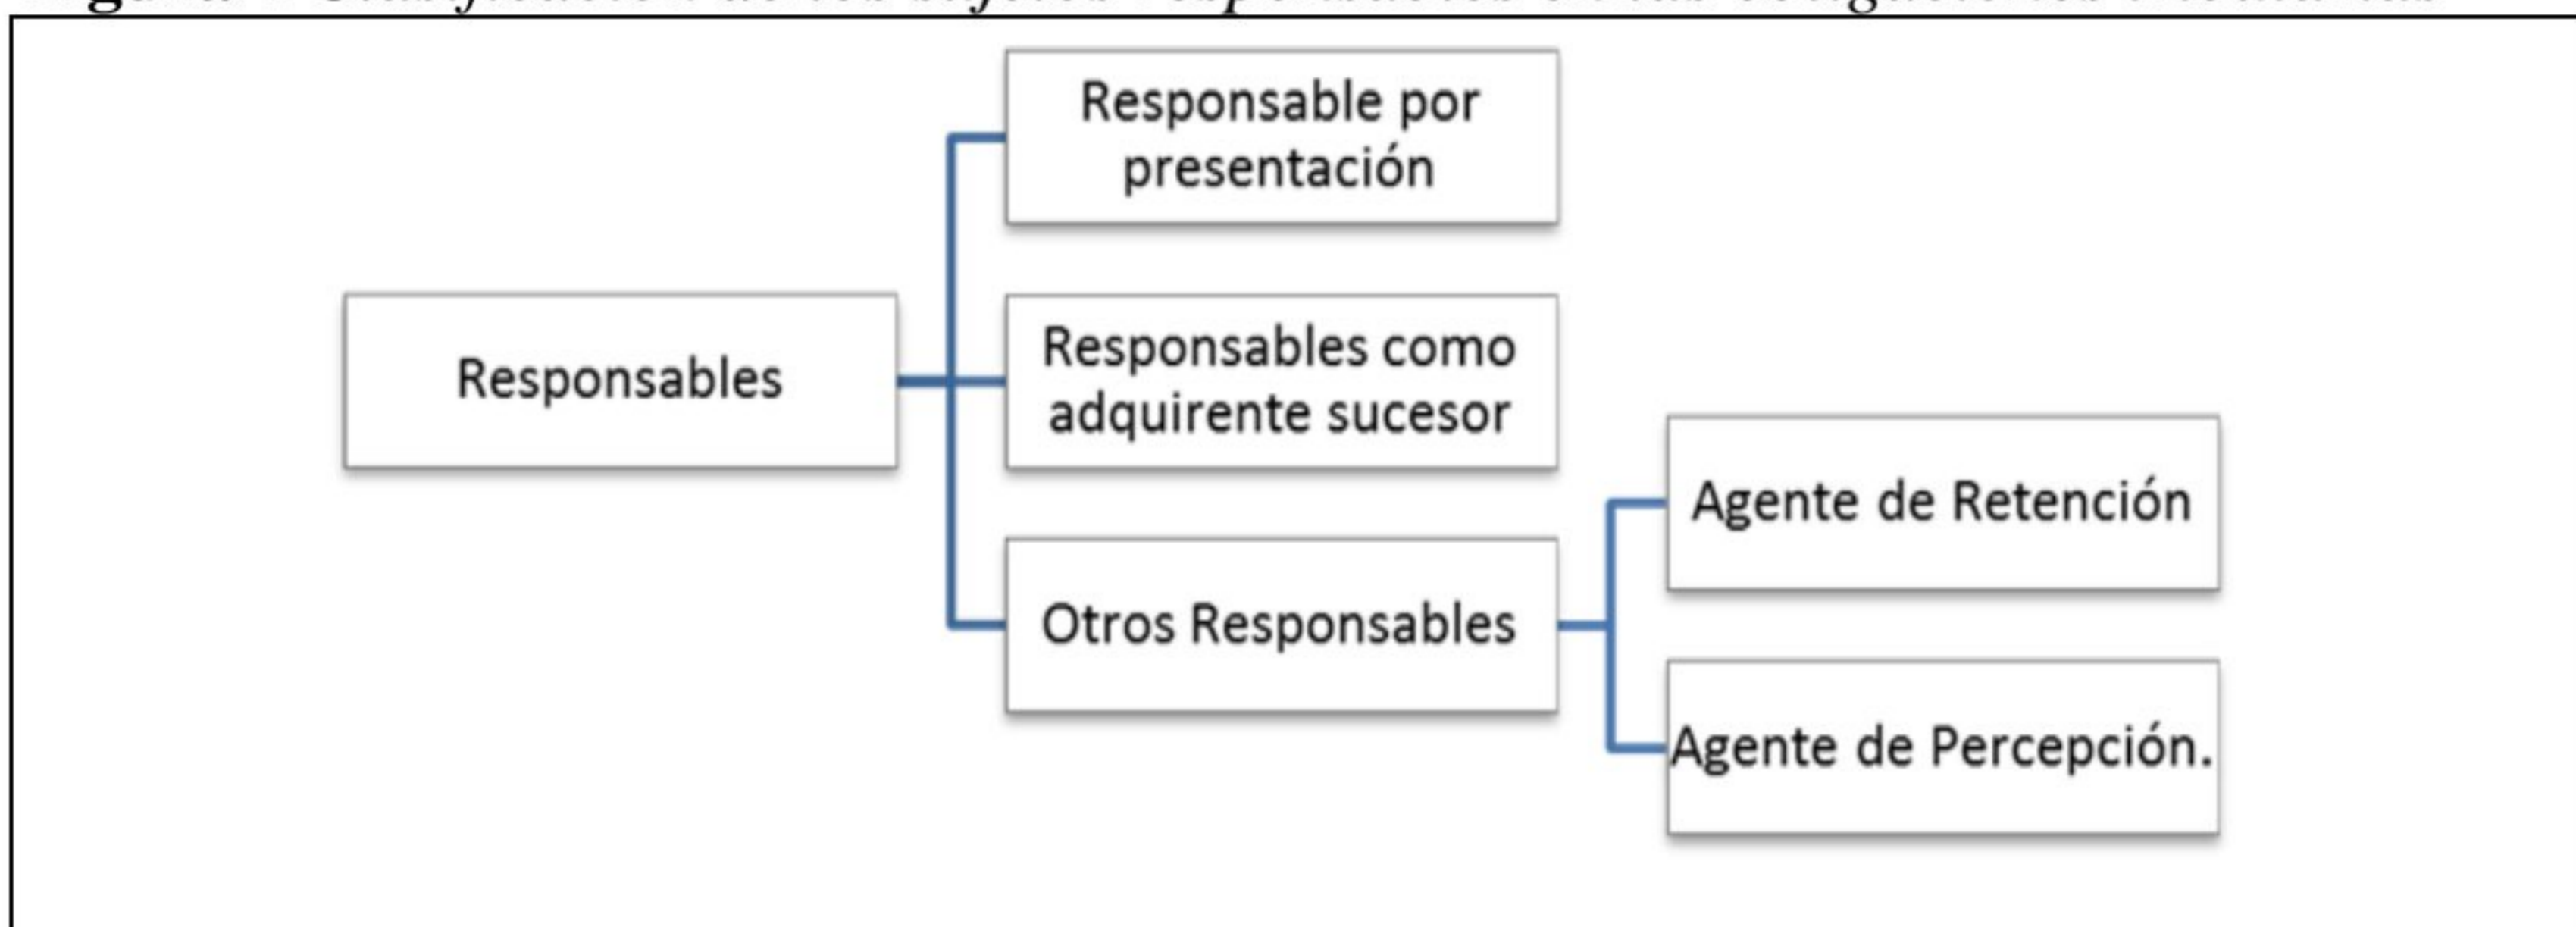 Responsable por
presentación
Responsables
Responsables como
adquirente sucesor
Otros Responsables
Agente de Retención
Agente de Percepción.